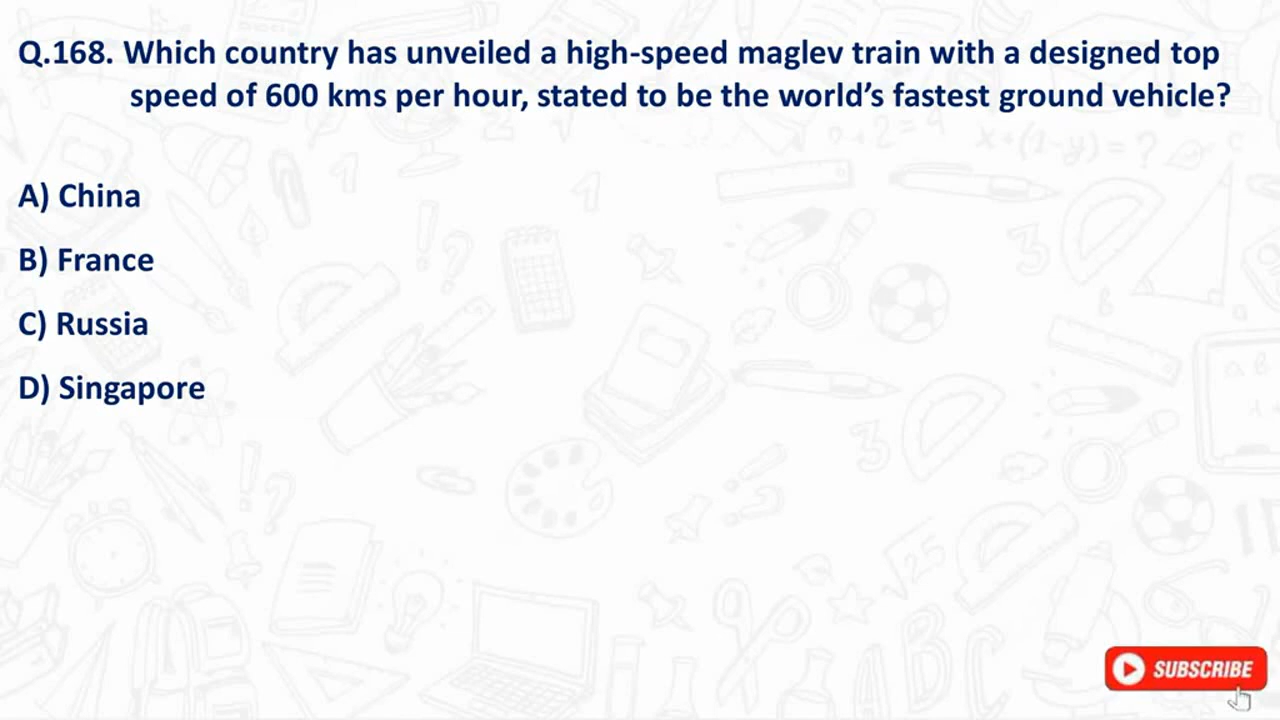 Q.168. Which country has unveiled a high-speed maglev train with a designed top
speed of 600 kms per hour, stated to be the world’s fastest ground vehicle?
A) China
B) France
C) Russia
D) Singapore
SUBSCRIBE